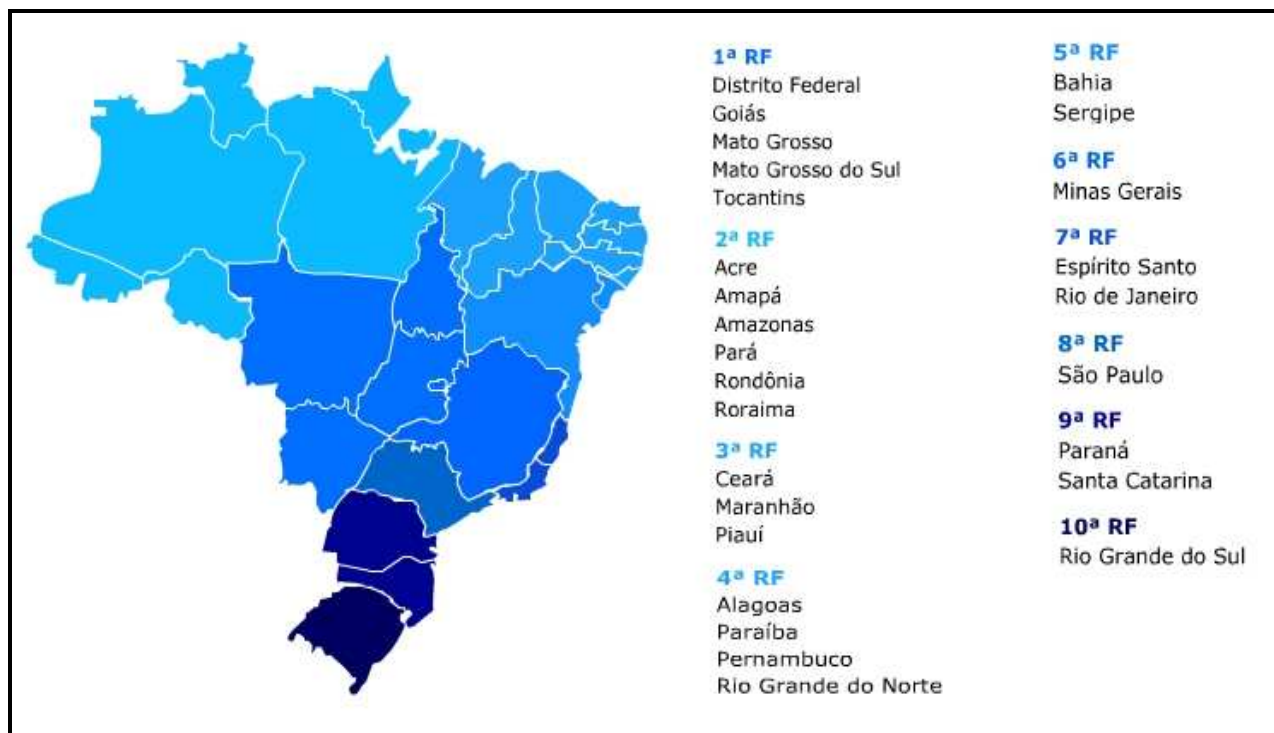 1ª RF
Distrito Federal
Goiás
Mato Grosso
Mato Grosso do Sul
Tocantins
2ª RF
Acre
Amapá
Amazonas
Pará
Rondônia
Roraima
3ª RF
Ceará
Maranhão
Piauí
4ª RF
Alagoas
Paraíba
Pernambuco
Rio Grande do Norte
5ª RF
Bahia
Sergipe
6ª RF
Minas Gerais
7ª RF
Espírito Santo
Rio de Janeiro
8ª RF
São Paulo
9ª RF
Paraná
Santa Catarina
10ª RF
Rio Grande do Sul